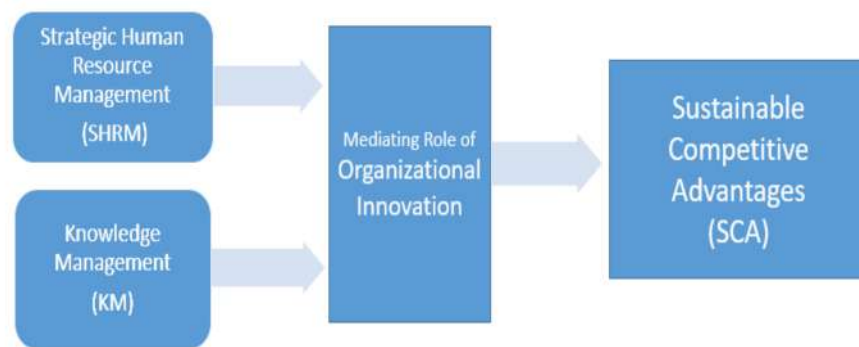 Strategic Human
Resource
Management
(SHRM)
Knowledge
Management
(KM)
Mediating Role of
Organizational
Innovation
Sustainable
Competitive
Advantages
(SCA)